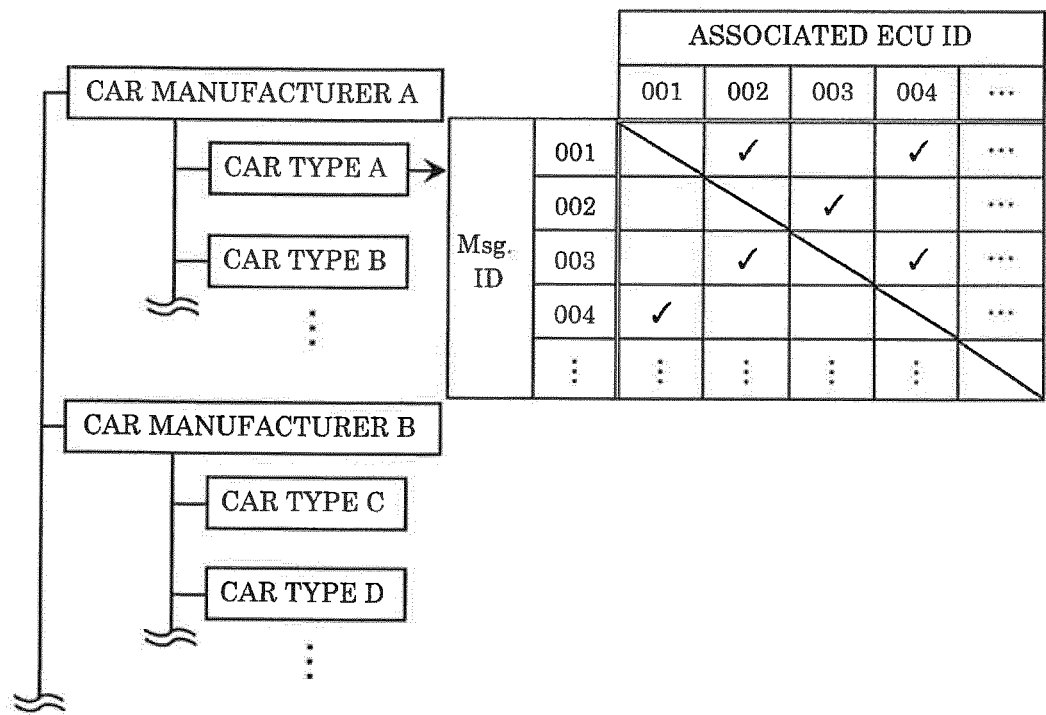 ASSOCIATED ECU ID
001 002 003 004 ...
CAR MANUFACTURER A
CAR TYPE A
CAR TYPE B
⋮
Msg.
ID
001 ✓ ✓ ...
002 ✓ ...
003 ✓ ✓ ...
004 ✓ ...
⋮ ⋮ ⋮ ⋮ ⋮
CAR MANUFACTURER B
CAR TYPE C
CAR TYPE D
⋮